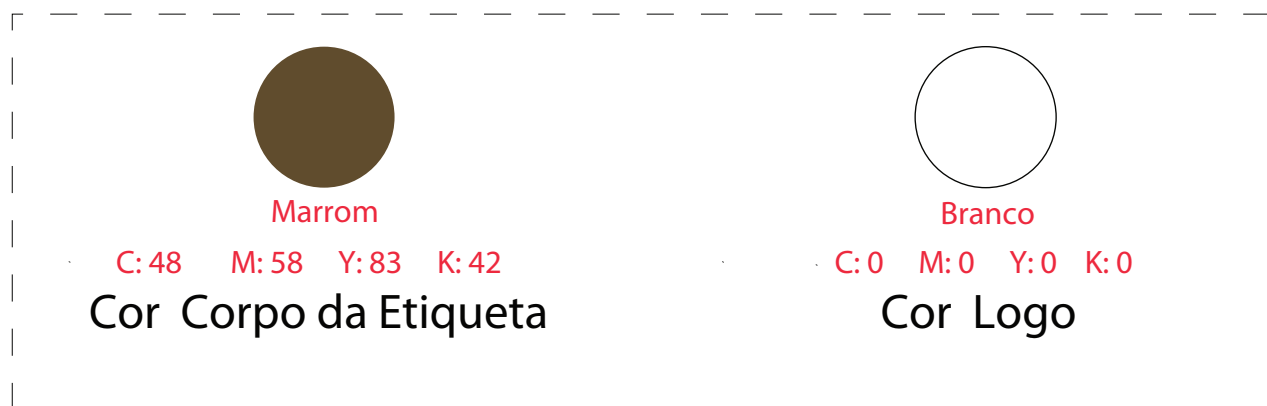 Marrom
C: 48 M: 58 Y: 83 K: 42
Cor Corpo da Etiqueta
Branco
C: 0 M: 0 Y: 0 K: 0
Cor Logo